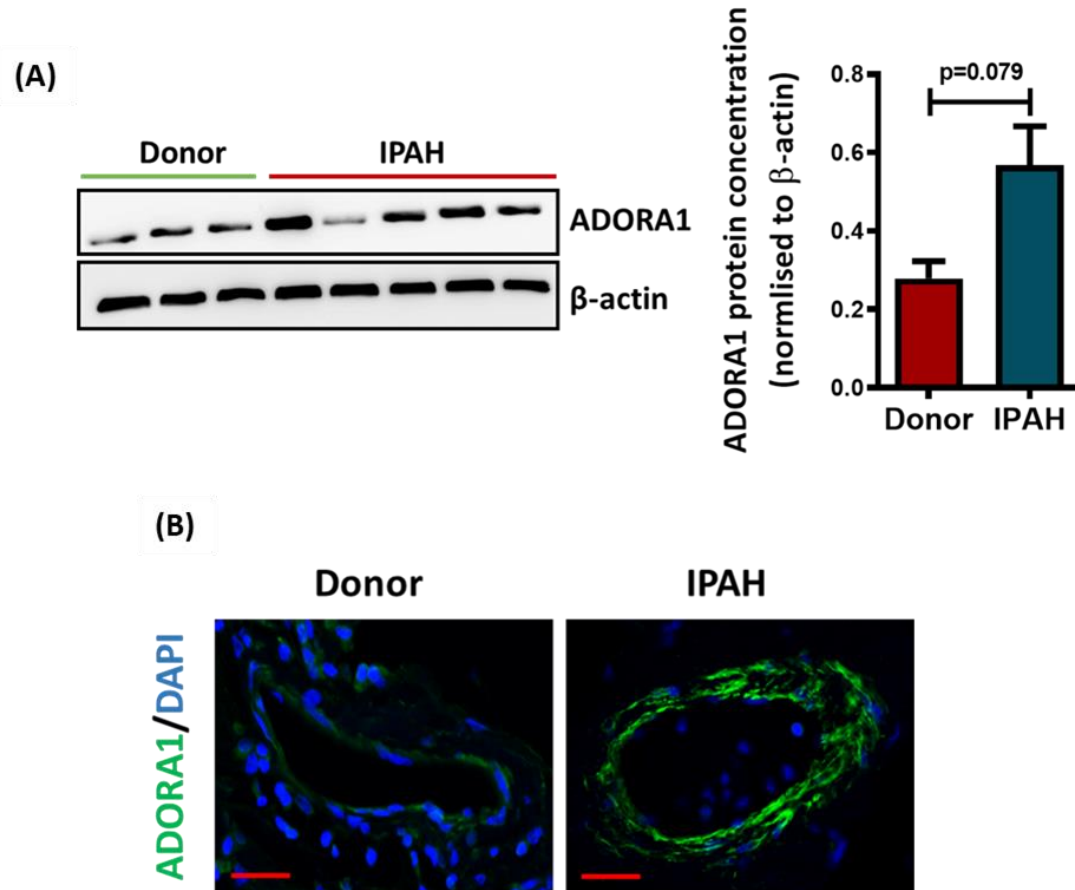 (A)
Donor IPAH
ADORA1
β-actin
ADORA1 protein concentration
(normlised to β-actin)
0.8
0.6
0.4
0.2
0.0
p=0.079
Donor IPAH
(B)
Donor IPAH
ADORA1/DAPI